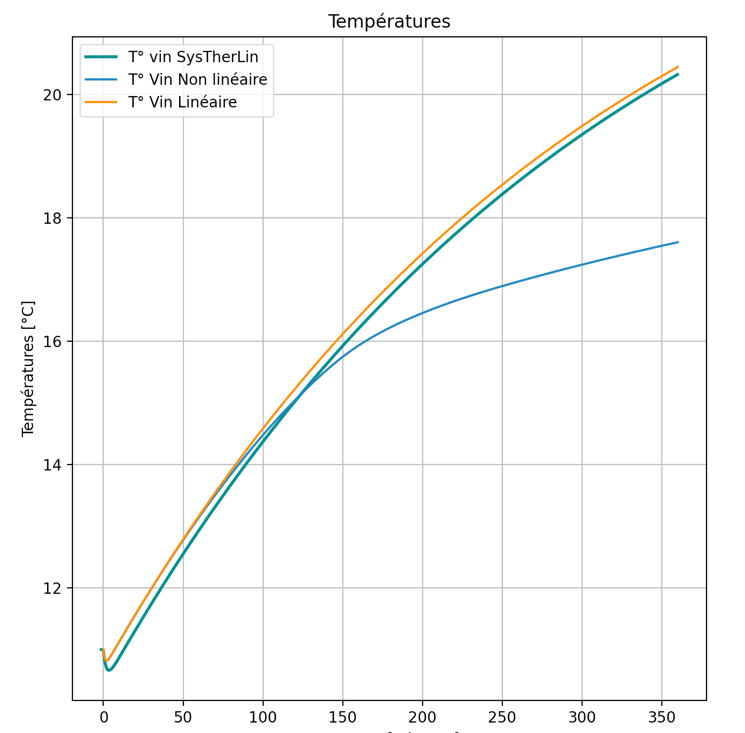 Températures
T° vin SysTherLin
T° Vin Non linéaire
T° Vin Linéaire
Températures [°C]
20
18
16
14
12
0 50 100 150 200 250 300 350